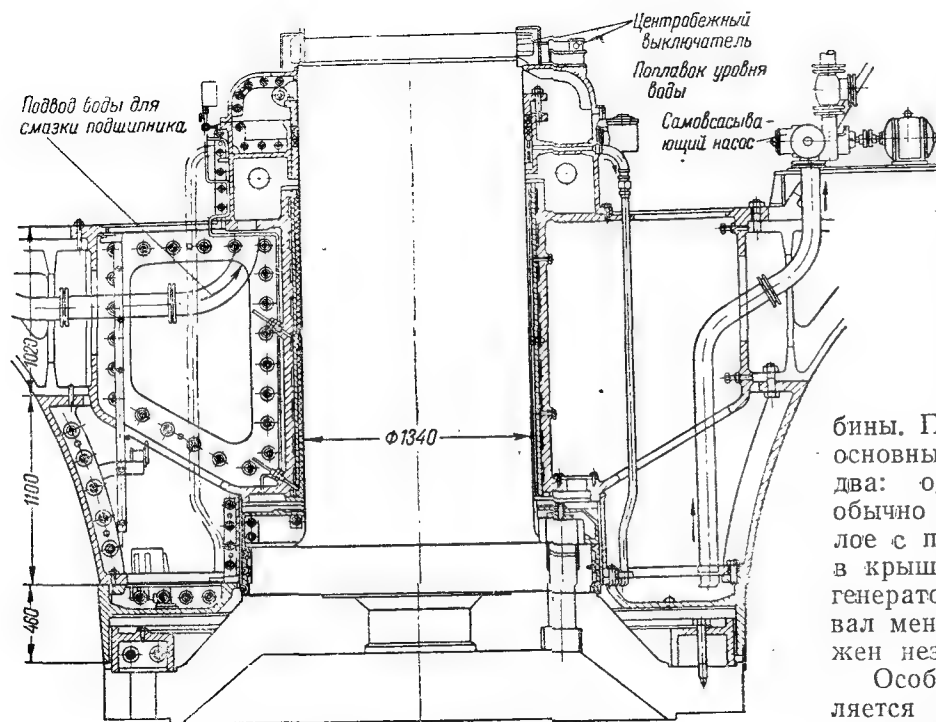 Центробежный
выключатель
Поплавок уровня
воды
Самовсасыва-
ющий насос
Подвод воды для
смазки подшипника
Ф1340
1020
1100
460
бины. П
основны
два: о
обычно
лое с п
в крыш
генерато
вал мен
жен нез
Особ
ляется